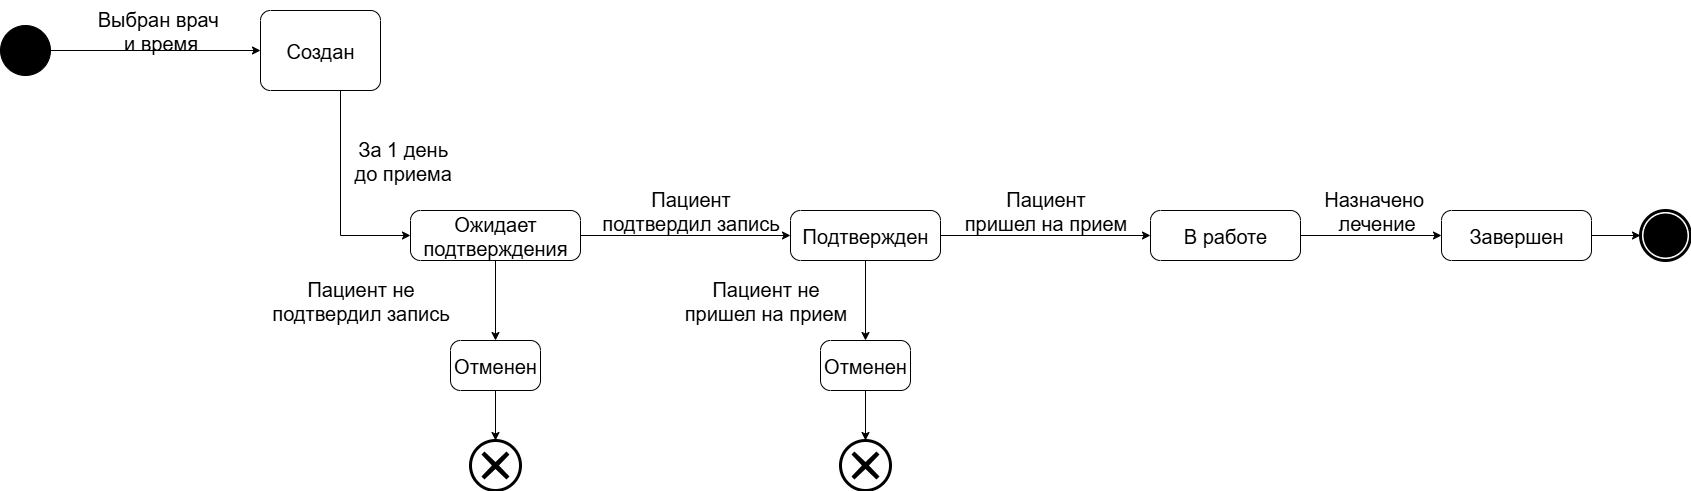 Выбран врач
и время
Создан
За 1 день
до приема
Ожидает
подтверждения
Пациент
подтвердил запись
Подтвержден
Пациент
пришел на прием
В работе
Назначено
лечение
Завершен
Пациент не
подтвердил запись
Отменен
Пациент не
пришел на прием
Отменен